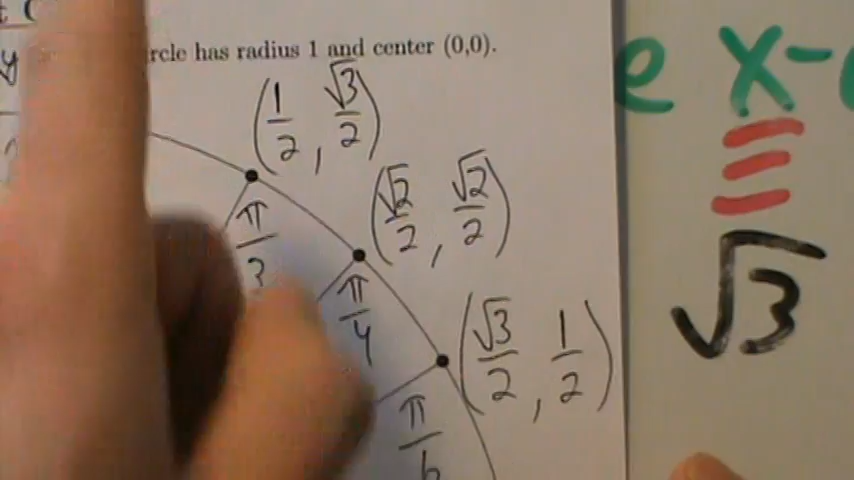 rcle has radius 1 and center (0,0).
(1/2, √3/2)
(√2/2, √2/2)
(√3/2, 1/2)
π/3
π/4
π/6
e x-
√3